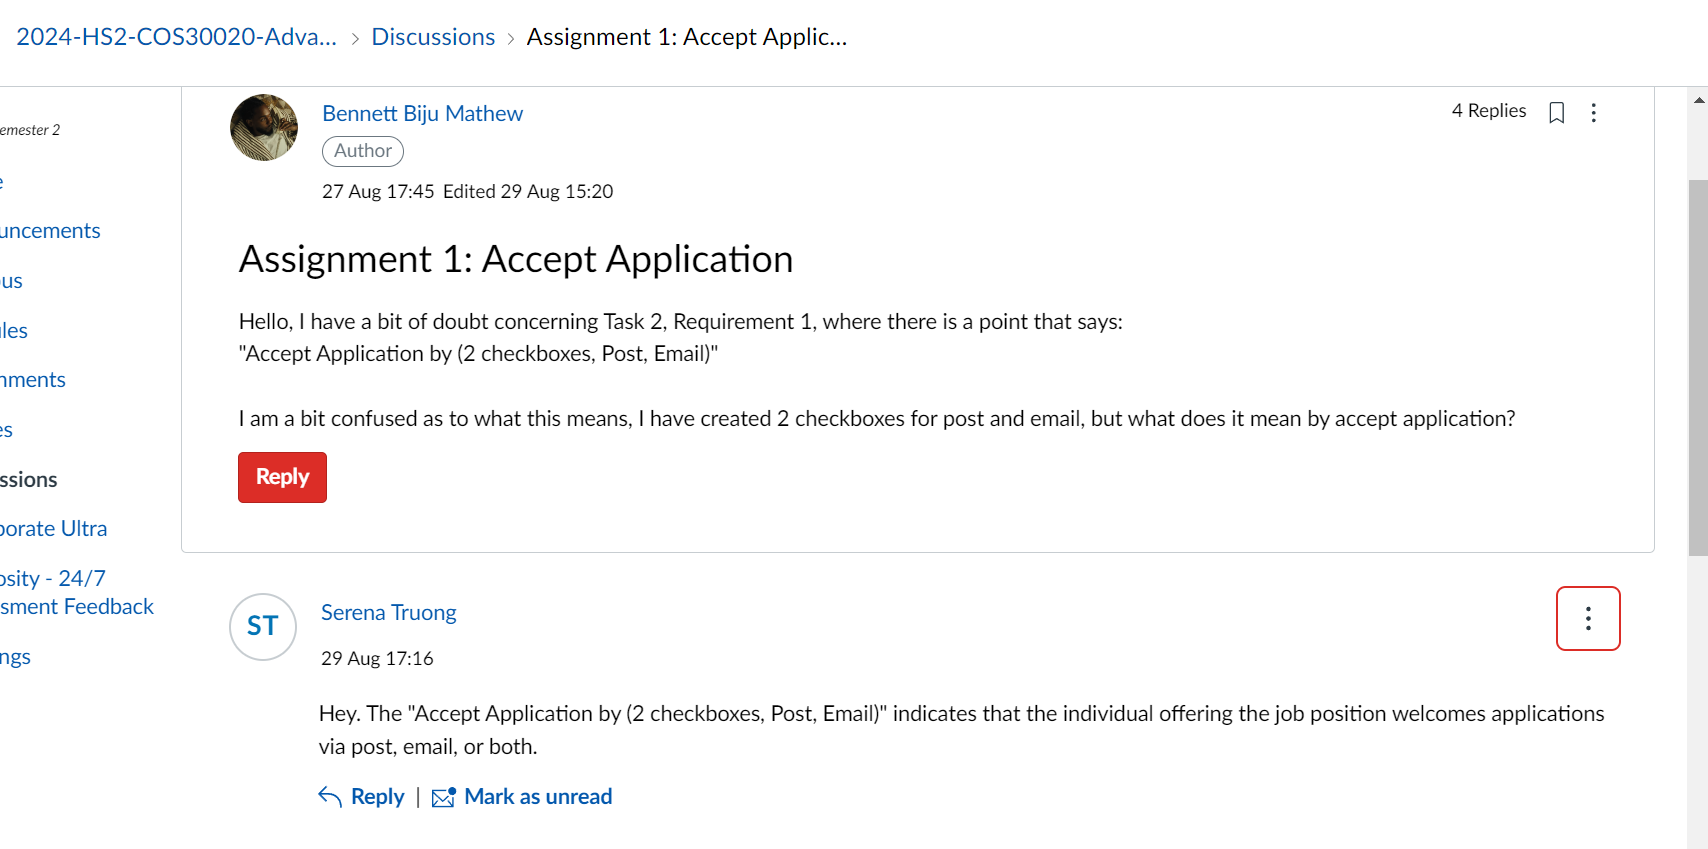 2024-HS2-COS30020-Adva... > Discussions > Assignment 1: Accept Applic...
emester 2
e
uncements
us
les
nments
es
ssions
borate Ultra
osity - 24/7
sment Feedback
ngs
Bennett Biju Mathew
4 Replies
Author
27 Aug 17:45 Edited 29 Aug 15:20
Assignment 1: Accept Application
Hello, I have a bit of doubt concerning Task 2, Requirement 1, where there is a point that says:
"Accept Application by (2 checkboxes, Post, Email)"
I am a bit confused as to what this means, I have created 2 checkboxes for post and email, but what does it mean by accept application?
Reply
ST
Serena Truong
29 Aug 17:16
Hey. The "Accept Application by (2 checkboxes, Post, Email)" indicates that the individual offering the job position welcomes applications
via post, email, or both.
Reply | Mark as unread